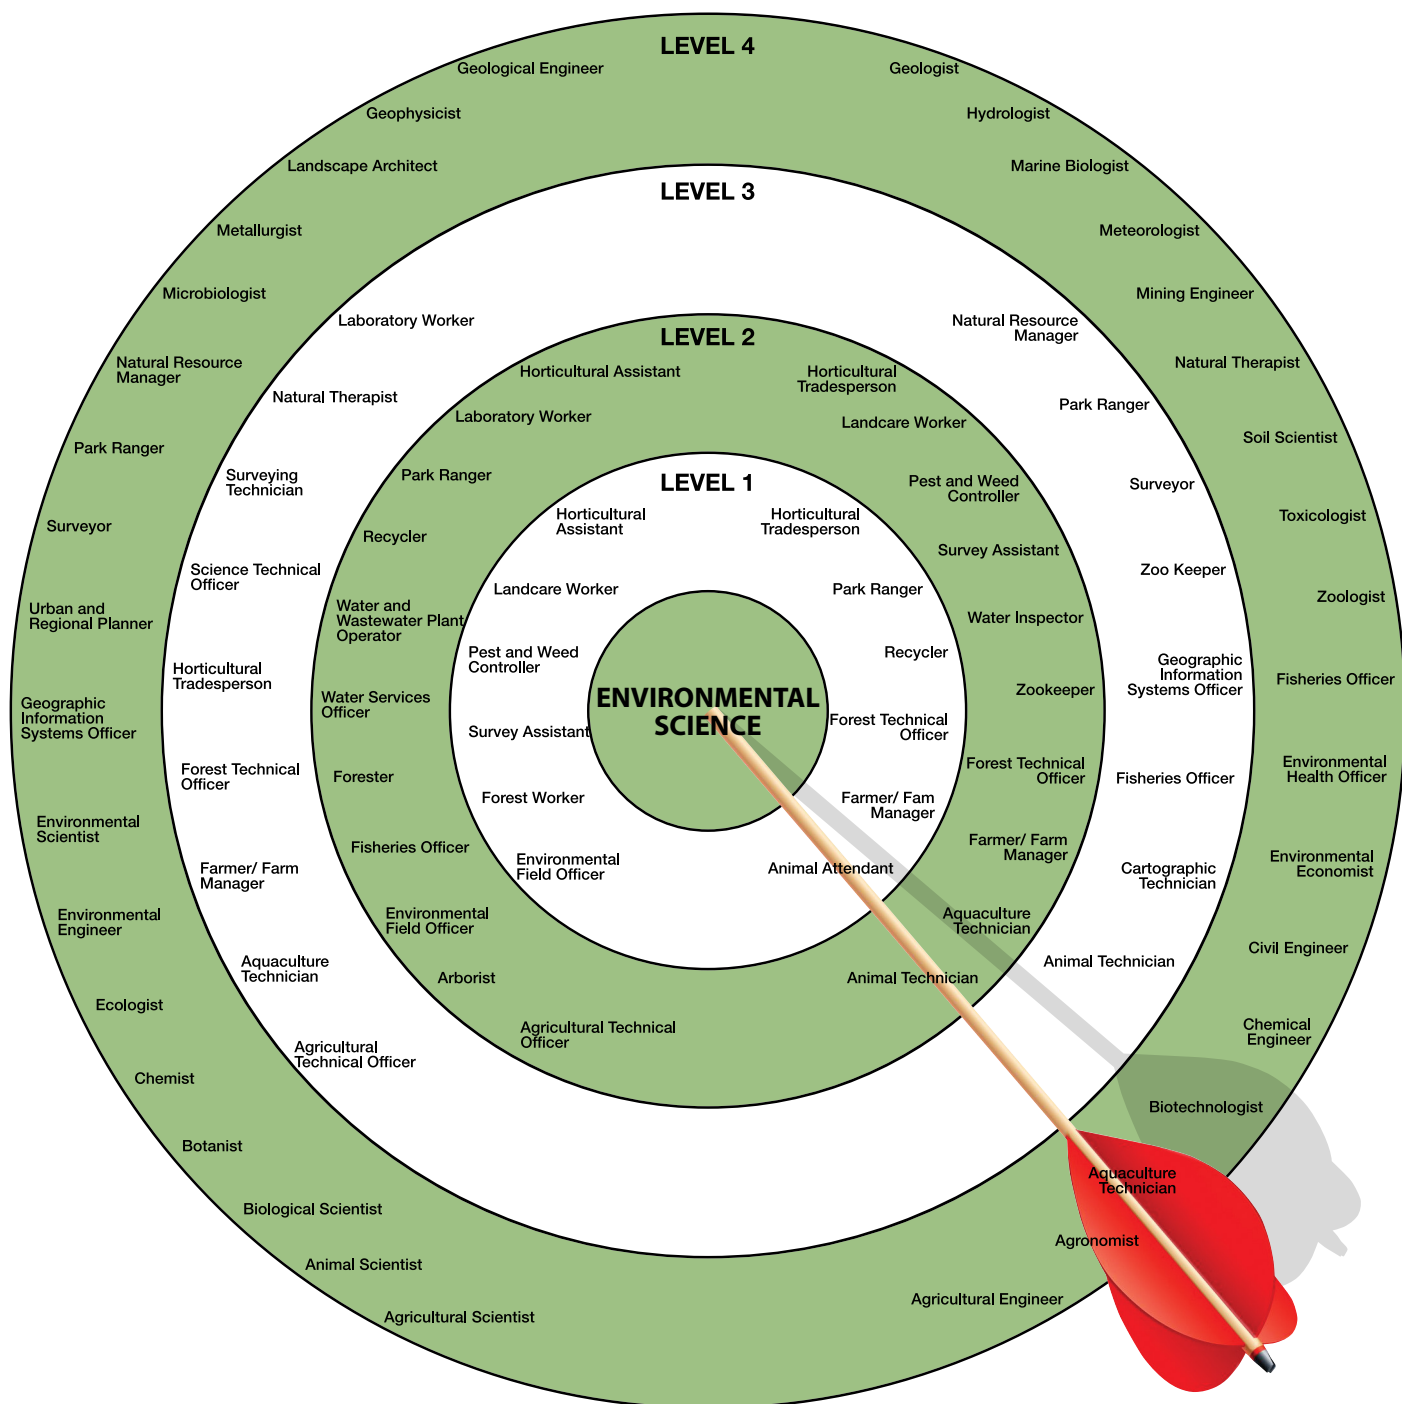 LEVEL 4
Geological Engineer
Geologist
Geophysicist
Hydrologist
Landscape Architect
Marine Biologist
Metallurgist
Meteorologist
Microbiologist
Mining Engineer
Natural Resource
Manager
Natural Therapist
Park Ranger
Soil Scientist
Surveyor
Toxicologist
Urban and
Regional Planner
Zoologist
Geographic
Information
Systems Officer
Fisheries Officer
Environmental
Scientist
Environmental
Health Officer
Environmental
Engineer
Environmental
Economist
Ecologist
Civil Engineer
Chemist
Chemical
Engineer
Botanist
Biotechnologist
Biological Scientist
Aquaculture
Technician
Animal Scientist
Agronomist
Agricultural Scientist
Agricultural Engineer
LEVEL 3
Laboratory Worker
Natural Resource
Manager
Natural Therapist
Park Ranger
Surveying
Technician
Surveyor
Science Technical
Officer
Zoo Keeper
Horticultural
Tradesperson
Geographic
Information
Systems Officer
Forest Technical
Officer
Fisheries Officer
Farmer/ Farm
Manager
Cartographic
Technician
Aquaculture
Technician
Animal Technician
Agricultural
Technical Officer
LEVEL 2
Horticultural Assistant
Horticultural
Tradesperson
Laboratory Worker
Landcare Worker
Park Ranger
Pest and Weed
Controller
Recycler
Survey Assistant
Water and
Wastewater Plant
Operator
Water Inspector
Water Services
Officer
Zookeeper
Forester
Forest Technical
Officer
Fisheries Officer
Farmer/ Farm
Manager
Environmental
Field Officer
Aquaculture
Technician
Arborist
Animal Technician
Agricultural Technical
Officer
LEVEL 1
Horticultural
Assistant
Horticultural
Tradesperson
Landcare Worker
Park Ranger
Pest and Weed
Controller
Recycler
Survey Assistant
Forest Technical
Officer
Forest Worker
Farmer/ Fam
Manager
Environmental
Field Officer
Animal Attendant
ENVIRONMENTAL
SCIENCE